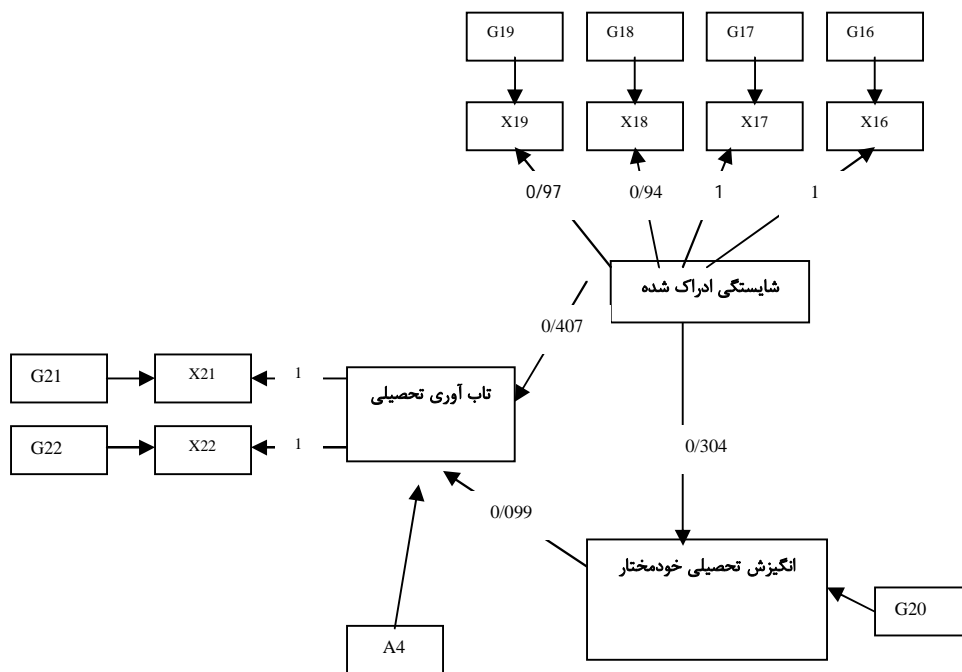 G19 G18 G17 G16
X19 X18 X17 X16
0/97 0/94 1 1
شایستگی ادراک شده
0/407
G21 X21 1 تاب آوری تحصیلی
G22 X22 1
0/304
0/099
انگیزش تحصیلی خودمختار
G20
A4